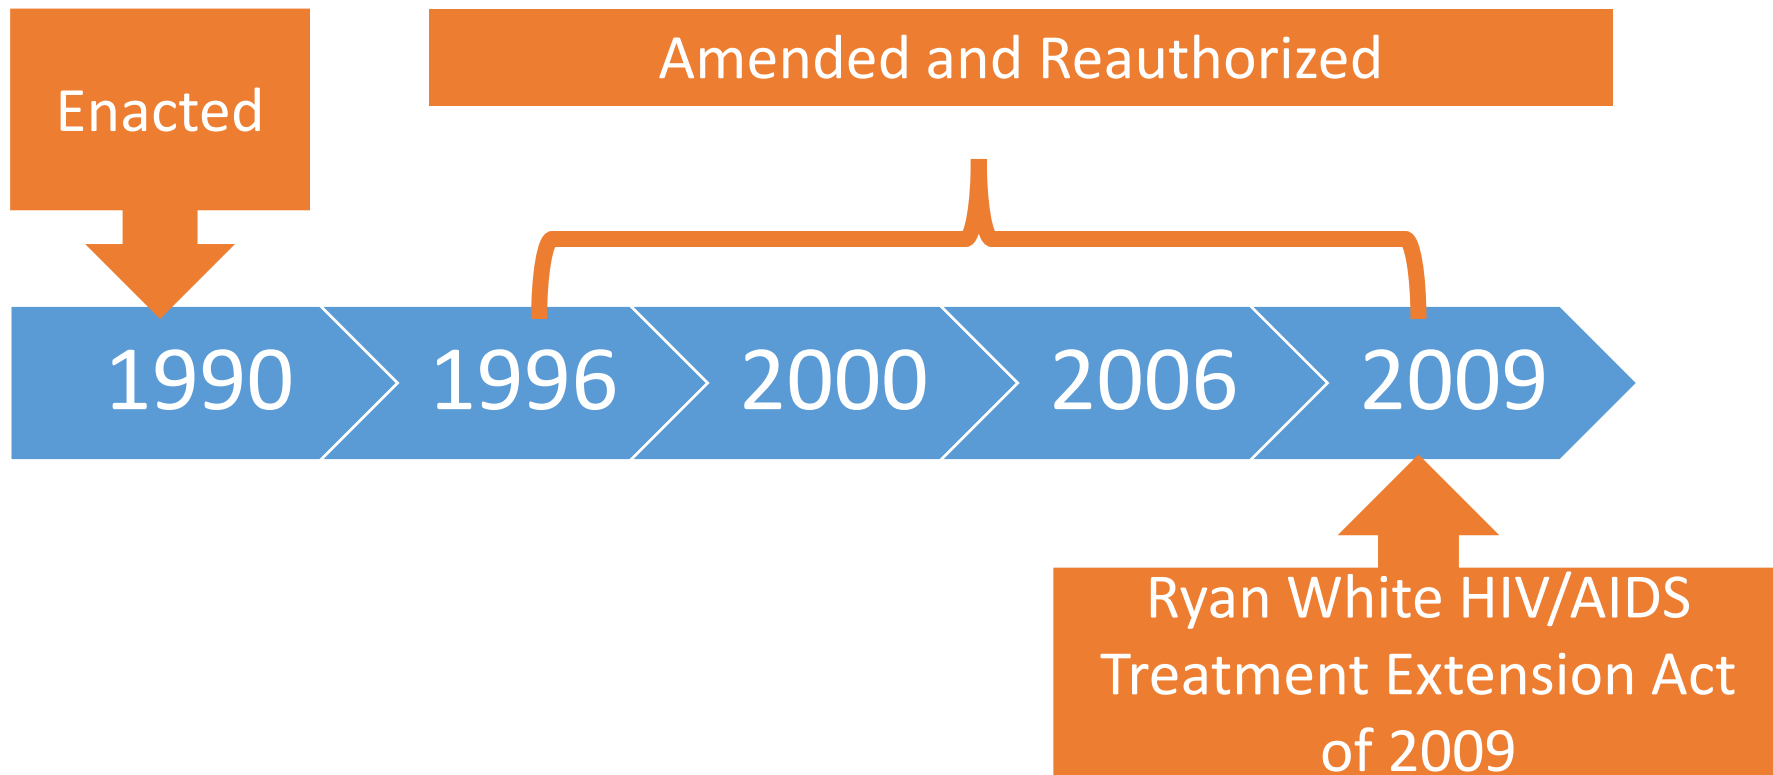 Enacted
Amended and Reauthorized
1990
1996
2000
2006
2009
Ryan White HIV/AIDS
Treatment Extension Act
of 2009